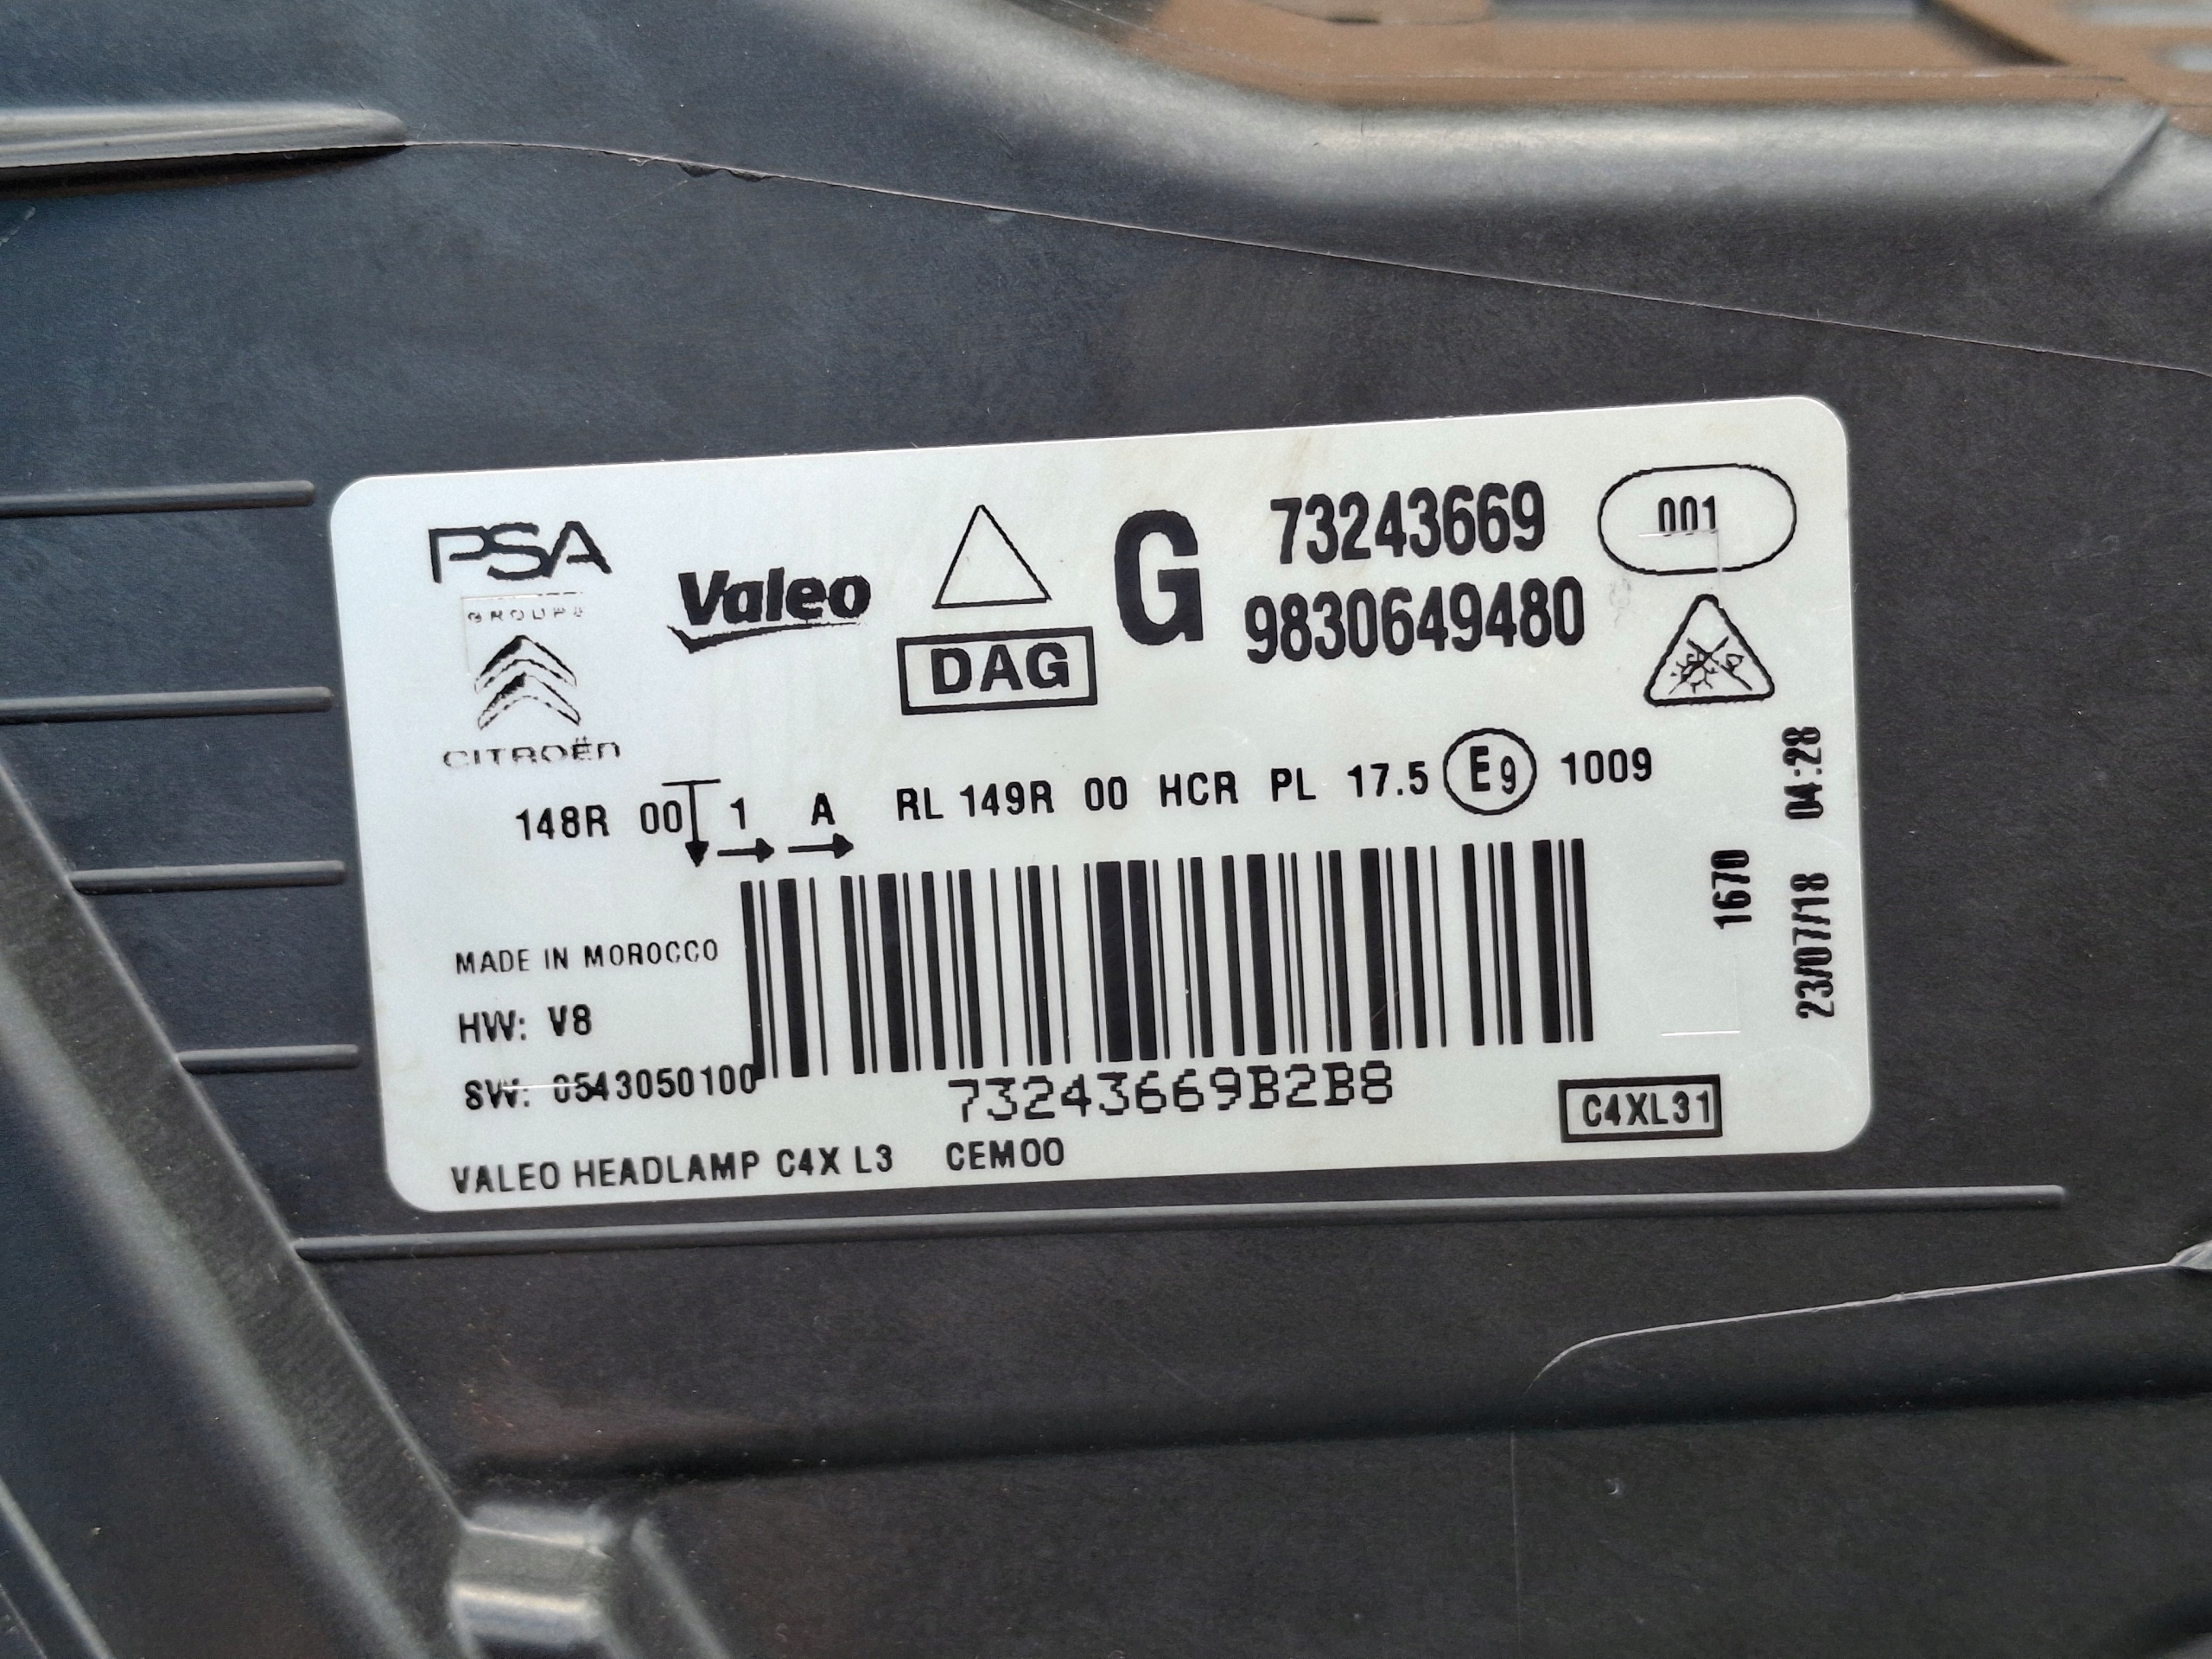 PSA
GROUPE
CITROËN
Valeo
DAG
G
73243669
9830649480
001
148R 00 1 A RL 149R 00 HCR PL 17.5 E9 1009
MADE IN MOROCCO
HW: V8
SW: 0543050100
73243669B2B8
VALEO HEADLAMP C4X L3 CEM00
C4XL31
1670
23/07/18 04:28